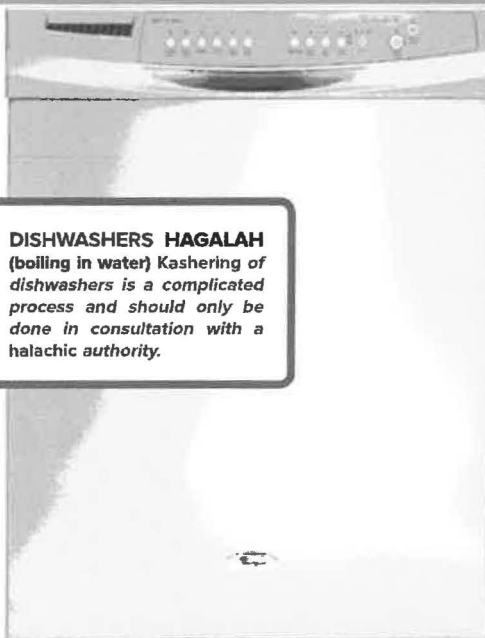 DISHWASHERS HAGALAH
(boiling in water) Kashering of
dishwashers is a complicated
process and should only be
done in consultation with a
halachic authority.